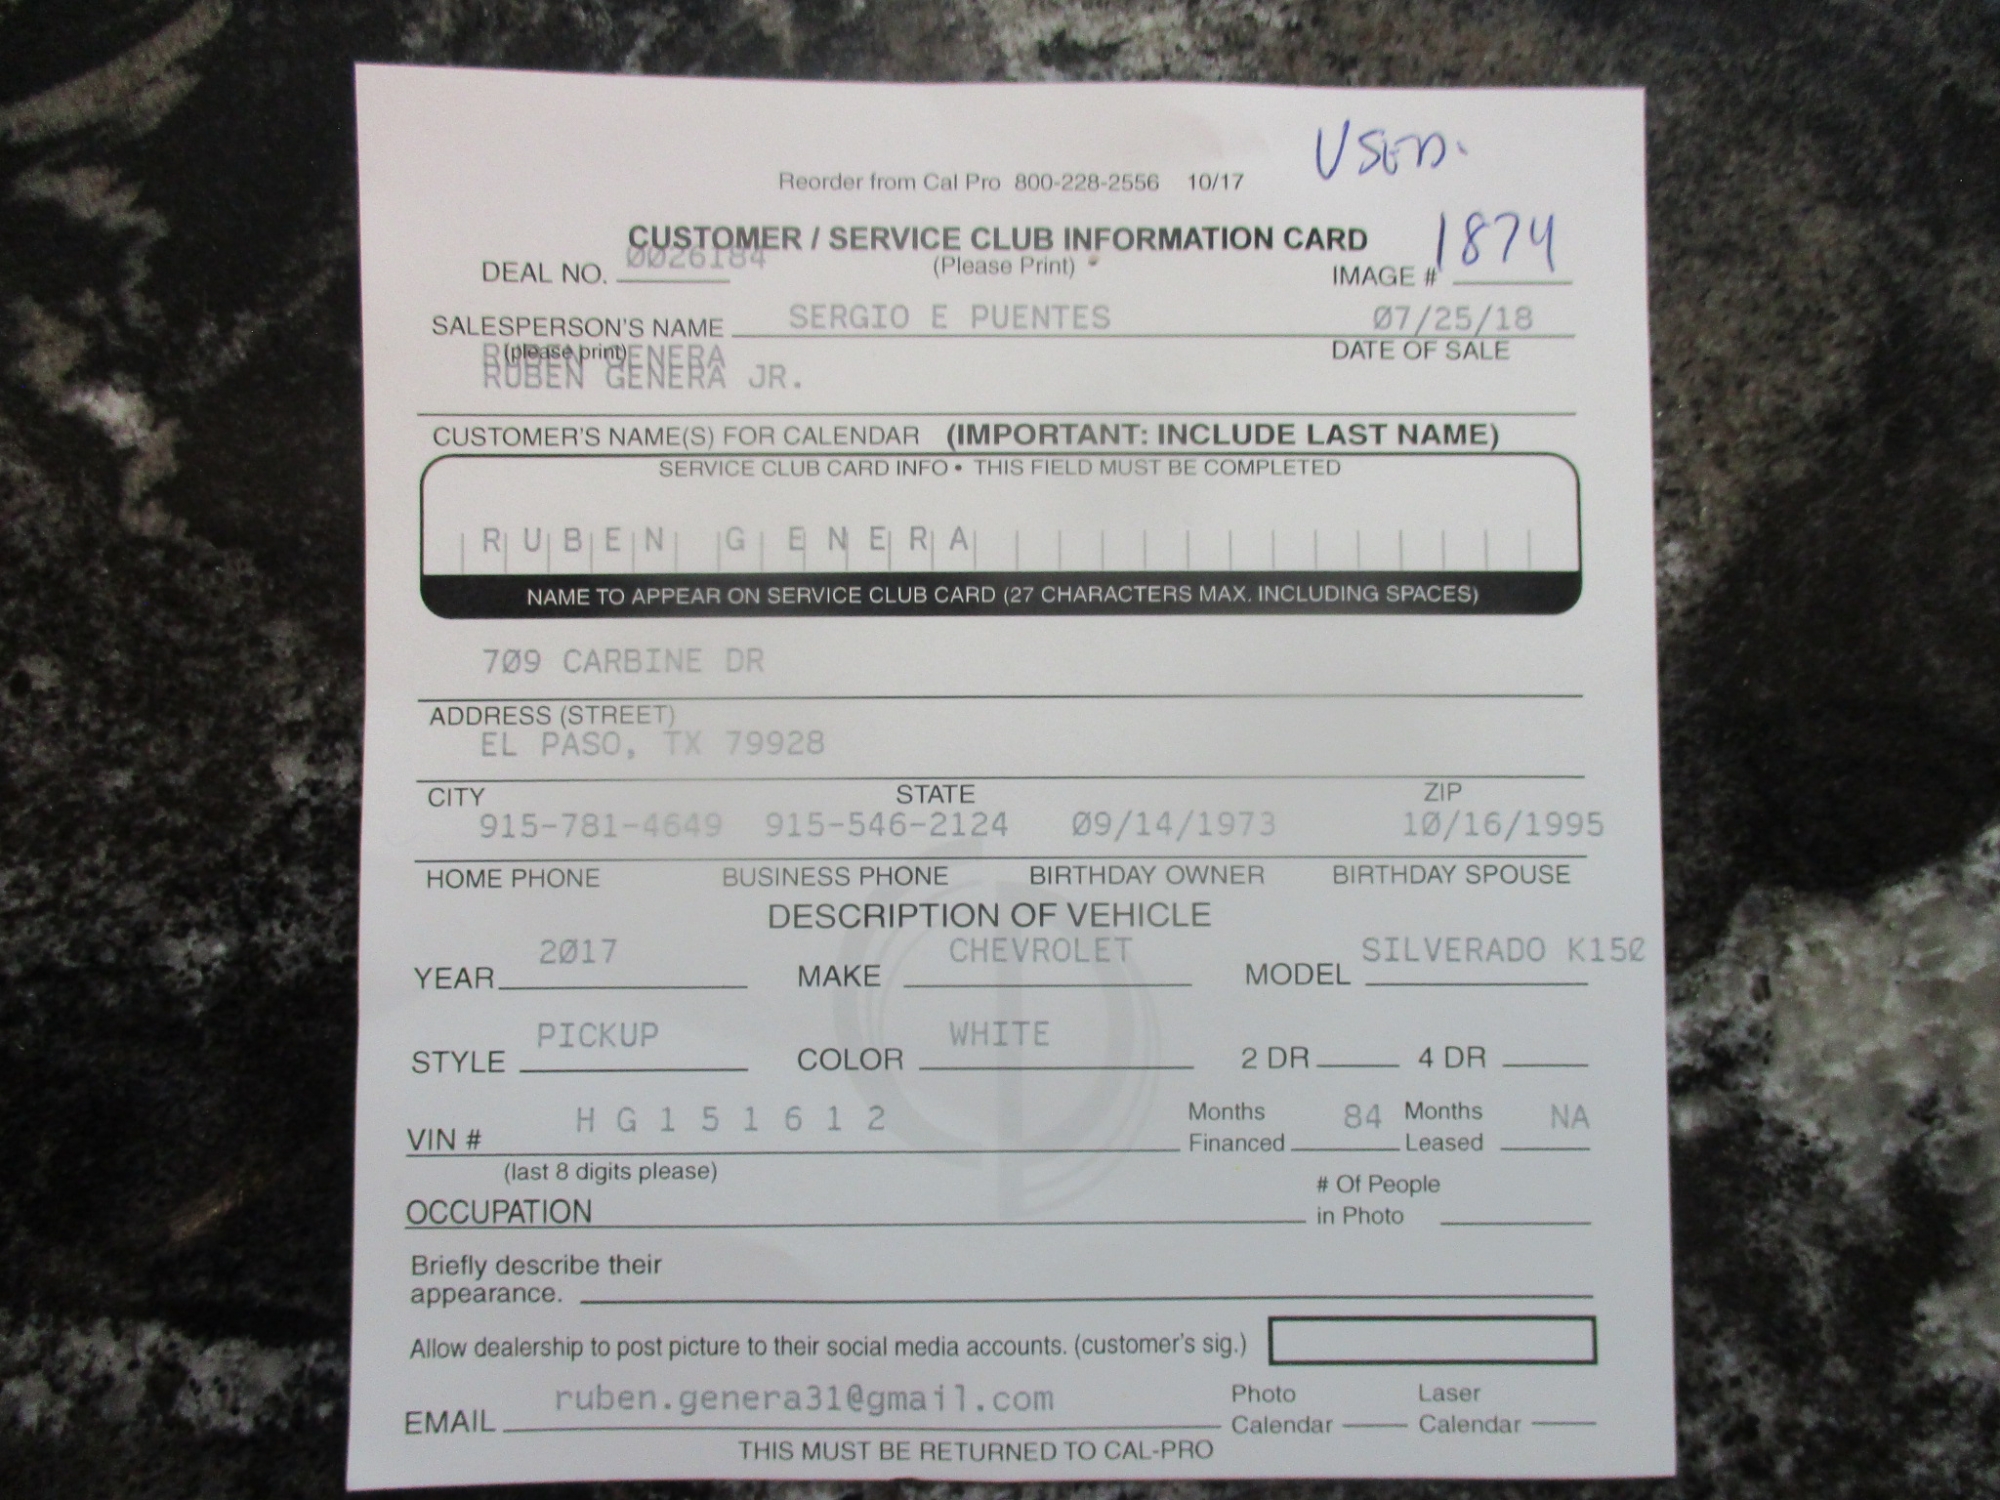 USED.
Reorder from Cal Pro 800-228-2556 10/17
CUSTOMER / SERVICE CLUB INFORMATION CARD 1874
DEAL NO. 0026184 (Please Print) IMAGE #
SALESPERSON'S NAME SERGIO E PUENTES 07/25/18
(please print) RUBEN GENERA DATE OF SALE
RUBEN GENERA JR.
CUSTOMER'S NAME(S) FOR CALENDAR (IMPORTANT: INCLUDE LAST NAME)
SERVICE CLUB CARD INFO • THIS FIELD MUST BE COMPLETED
RUBEN GENERA
NAME TO APPEAR ON SERVICE CLUB CARD (27 CHARACTERS MAX. INCLUDING SPACES)
709 CARBINE DR
ADDRESS (STREET)
EL PASO, TX 79928
CITY STATE ZIP
915-781-4649 915-546-2124 09/14/1973 10/16/1995
HOME PHONE BUSINESS PHONE BIRTHDAY OWNER BIRTHDAY SPOUSE
DESCRIPTION OF VEHICLE
YEAR 2017 MAKE CHEVROLET MODEL SILVERADO K150
STYLE PICKUP COLOR WHITE 2 DR 4 DR
VIN # HG151612 Months Financed 84 Months Leased NA
(last 8 digits please)
OCCUPATION # Of People in Photo
Briefly describe their
appearance.
Allow dealership to post picture to their social media accounts. (customer's sig.)
EMAIL ruben.genera31@gmail.com Photo Calendar Laser Calendar
THIS MUST BE RETURNED TO CAL-PRO